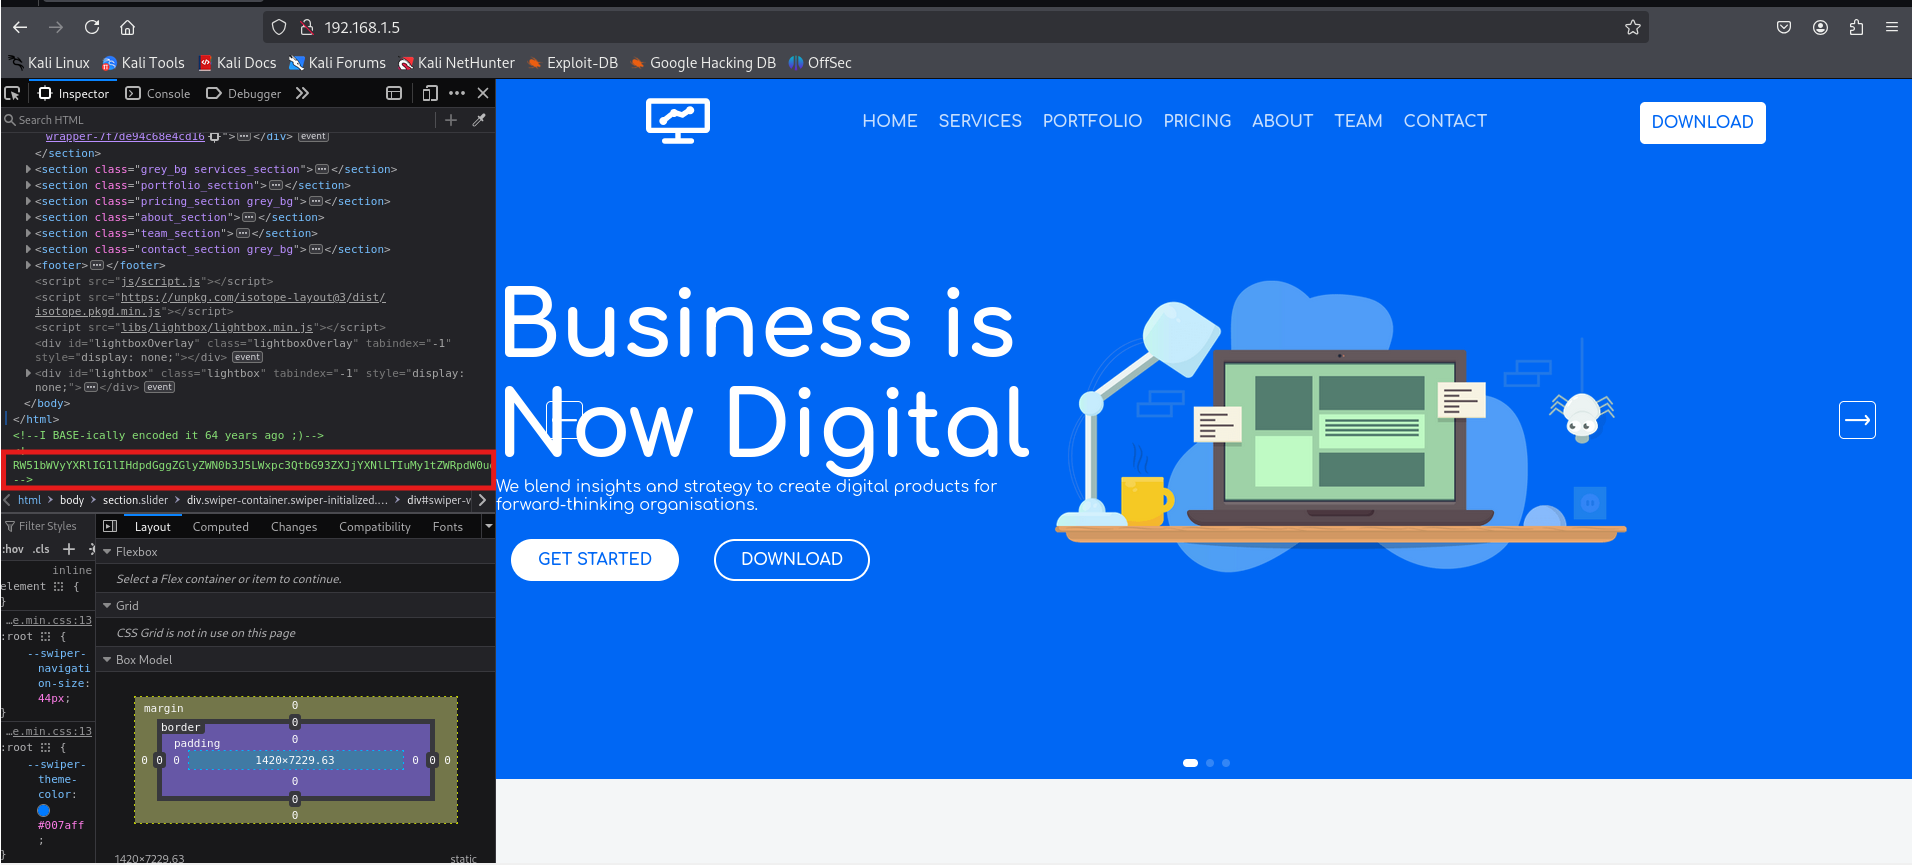 192.168.1.5
Kali Linux Kali Tools Kali Docs Kali Forums Kali NetHunter Exploit-DB Google Hacking DB OffSec
Inspector Console Debugger
Search HTML
wrapper-7f7de94c68e4cd16 "> </div> event
</section>
<section class="grey_bg services_section"> </section>
<section class="portfolio_section"> </section>
<section class="pricing_section grey_bg"> </section>
<section class="about_section"> </section>
<section class="team_section"> </section>
<section class="contact_section grey_bg"> </section>
<footer> </footer>
<script src="js/script.js"></script>
<script src="https://unpkg.com/isotope-layout@3/dist/
isotope.pkgd.min.js"></script>
<script src="libs/lightbox/lightbox.min.js"></script>
<div id="lightboxOverlay" class="lightboxOverlay" tabindex="-1"
style="display: none;"></div> event
<div id="lightbox" class="lightbox" tabindex="-1" style="display:
none;"> </div> event
</body>
</html>
<!--I BASE-ically encoded it 64 years ago ;)-->
-->
html body section.slider div.swiper-container.swiper-initialized.… div#swiper-w
Filter Styles
:hov .cls
inline
element {
}
…e.min.css:13
:root {
--swiper-
navigati
on-size:
44px;
}
…e.min.css:13
:root {
--swiper-
theme-
color:
#007aff
;
}
Layout Computed Changes Compatibility Fonts
Flexbox
Select a Flex container or item to continue.
Grid
CSS Grid is not in use on this page
Box Model
margin 0
border 0
padding 0
0 0 0 1420×7229.63 0 0 0
0
0
0
1420×7229.63 static
HOME SERVICES PORTFOLIO PRICING ABOUT TEAM CONTACT DOWNLOAD
Business is
Now Digital
We blend insights and strategy to create digital products for
forward-thinking organisations.
GET STARTED DOWNLOAD